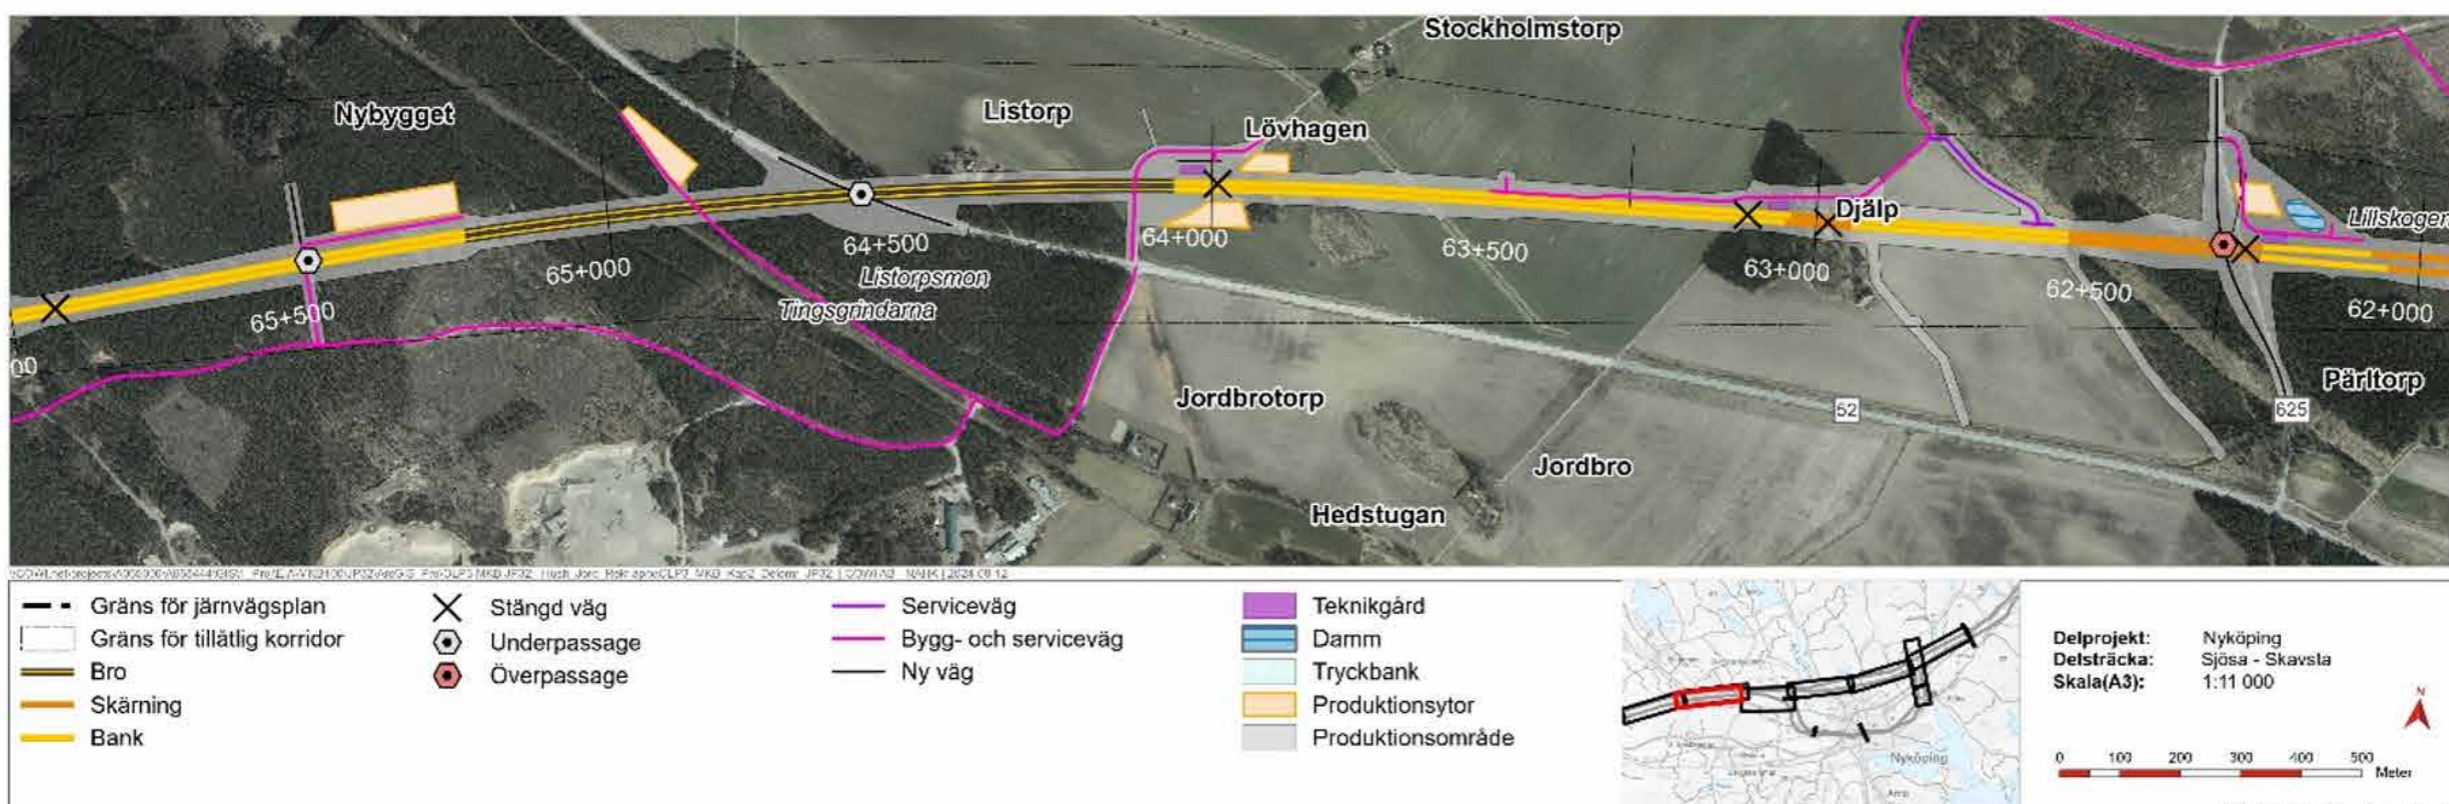 Stockholmstorp
Nybygget
Listorp
Lövhagen
Djälp
Lillskogen
64+500
64+000
63+500
65+000
63+000
Listorpsmon
62+500
65+500
Tingsgrindarna
62+000
00
Pärltorp
Jordbrotorp
52
625
Jordbro
Hedstugan
Gräns för järnvägsplan
Gräns för tillåtlig korridor
Bro
Skärning
Bank
Stängd väg
Underpassage
Överpassage
Serviceväg
Bygg- och serviceväg
Ny väg
Teknikgård
Damm
Tryckbank
Produktionsytor
Produktionsområde
Nyköping
Delprojekt: Nyköping
Delsträcka: Sjösa - Skavsta
Skala(A3): 1:11 000
N
0 100 200 300 400 500
Meter